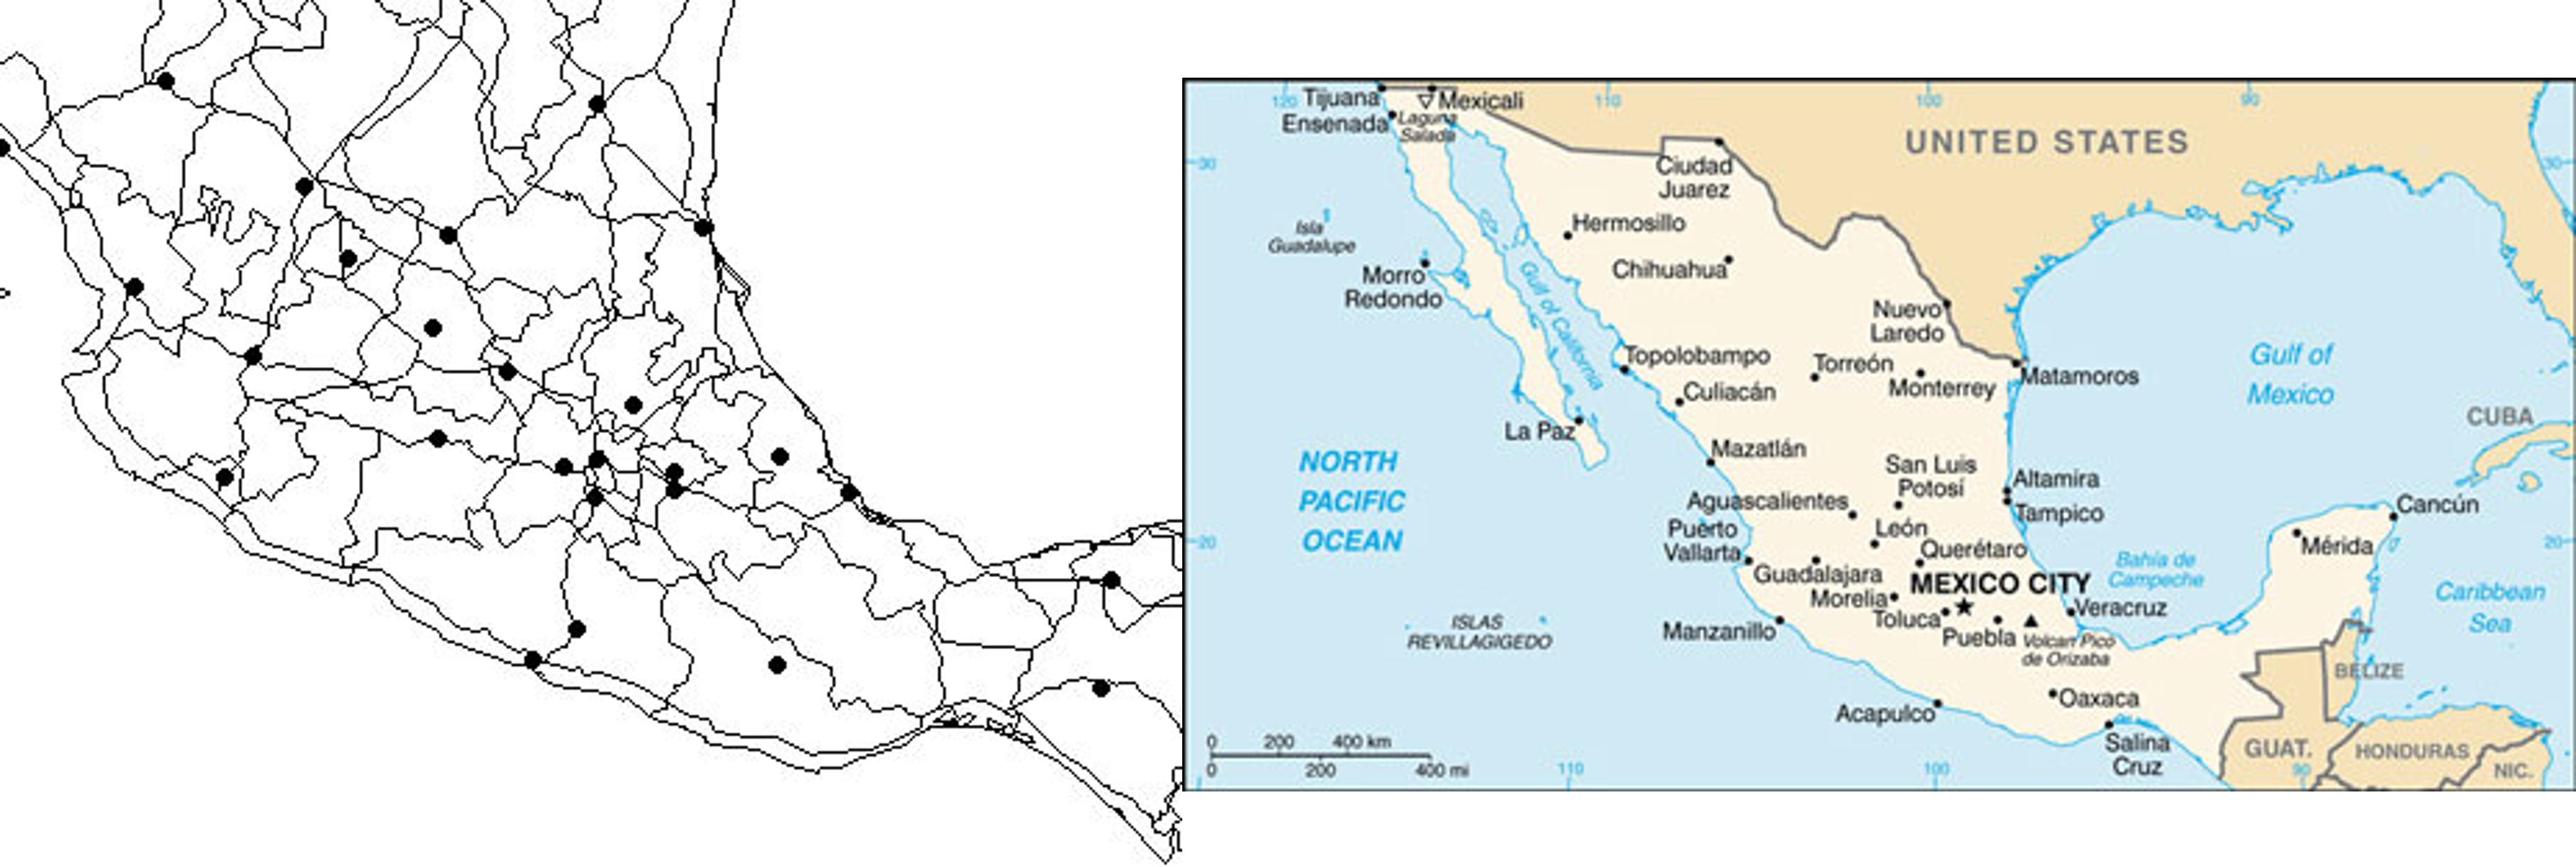 120
110
100
90
Tijuana
Mexicali
Ensenada
Laguna
Salada
UNITED STATES
30
30
Ciudad
Juarez
Isla
Guadalupe
Hermosillo
Chihuahua
Morro
Redondo
Gulf of California
Nuevo
Laredo
Gulf of
Mexico
Topolobampo
Torreón
Monterrey
Matamoros
Culiacán
CUBA
La Paz
Mazatlán
NORTH
PACIFIC
OCEAN
San Luis
Potosí
Altamira
Aguascalientes
Tampico
Cancún
Puerto
Vallarta
León
20
20
Querétaro
Mérida
Bahía de
Campeche
Guadalajara
MEXICO CITY
Caribbean
Sea
Morelia
Toluca
Veracruz
ISLAS
REVILLAGIGEDO
Manzanillo
Puebla
Volcan Pico
de Orizaba
BELIZE
Oaxaca
Acapulco
Salina
Cruz
GUAT.
HONDURAS
NIC.
0 200 400 km
0 200 400 mi
110
100
90